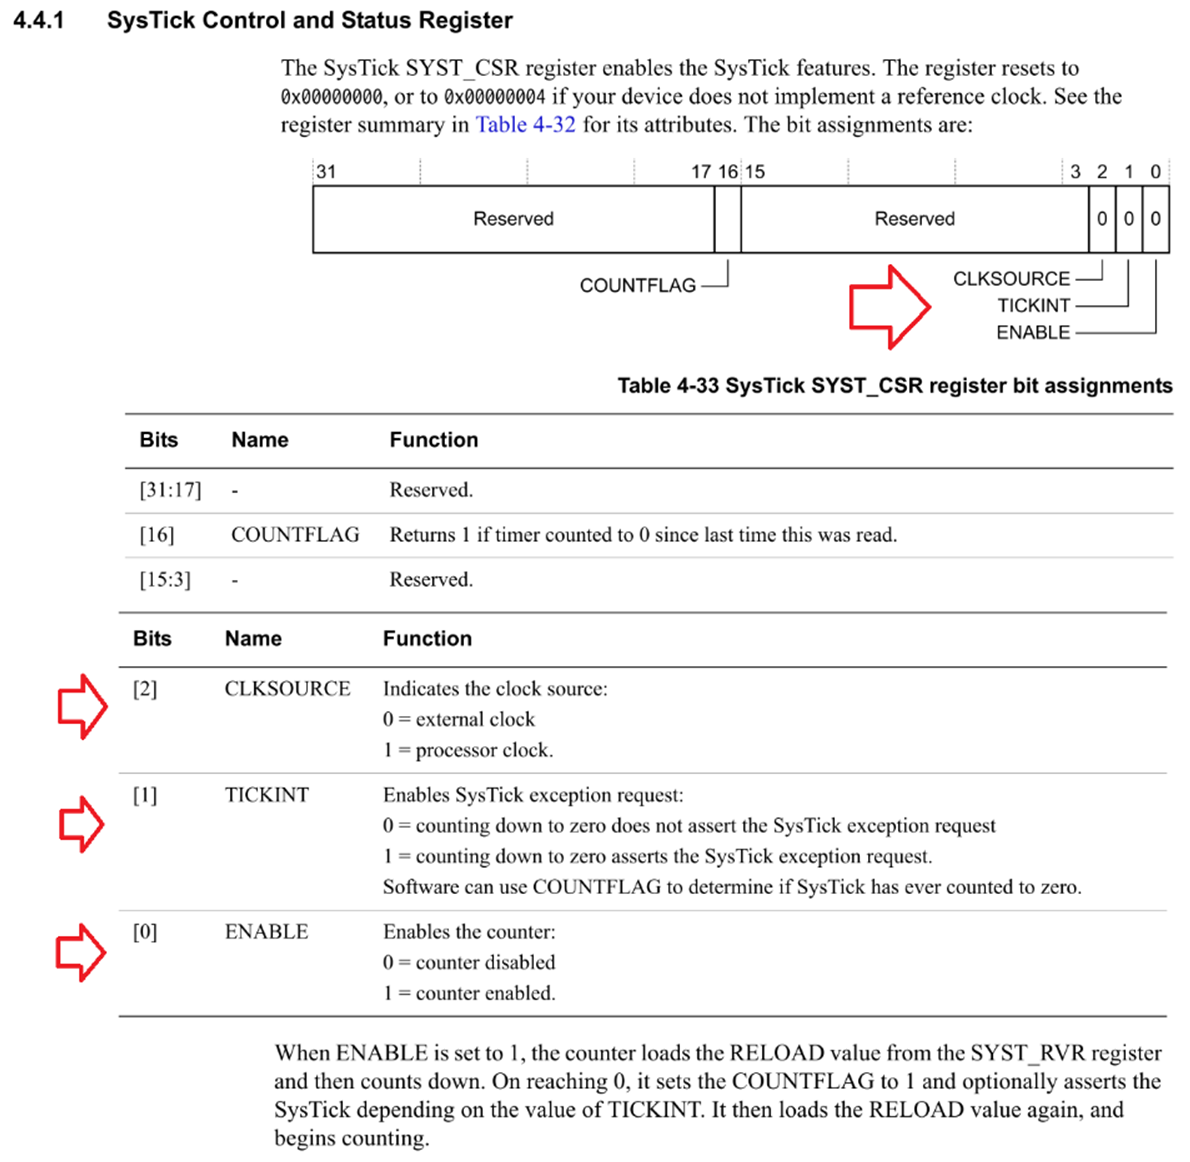 4.4.1 SysTick Control and Status Register
The SysTick SYST_CSR register enables the SysTick features. The register resets to
0x00000000, or to 0x00000004 if your device does not implement a reference clock. See the
register summary in Table 4-32 for its attributes. The bit assignments are:
31 17 16 15 3 2 1 0
Reserved Reserved 0 0 0
COUNTFLAG CLKSOURCE
TICKINT
ENABLE
Table 4-33 SysTick SYST_CSR register bit assignments
Bits Name Function
[31:17] - Reserved.
[16] COUNTFLAG Returns 1 if timer counted to 0 since last time this was read.
[15:3] - Reserved.
Bits Name Function
[2] CLKSOURCE Indicates the clock source:
0 = external clock
1 = processor clock.
[1] TICKINT Enables SysTick exception request:
0 = counting down to zero does not assert the SysTick exception request
1 = counting down to zero asserts the SysTick exception request.
Software can use COUNTFLAG to determine if SysTick has ever counted to zero.
[0] ENABLE Enables the counter:
0 = counter disabled
1 = counter enabled.
When ENABLE is set to 1, the counter loads the RELOAD value from the SYST_RVR register
and then counts down. On reaching 0, it sets the COUNTFLAG to 1 and optionally asserts the
SysTick depending on the value of TICKINT. It then loads the RELOAD value again, and
begins counting.